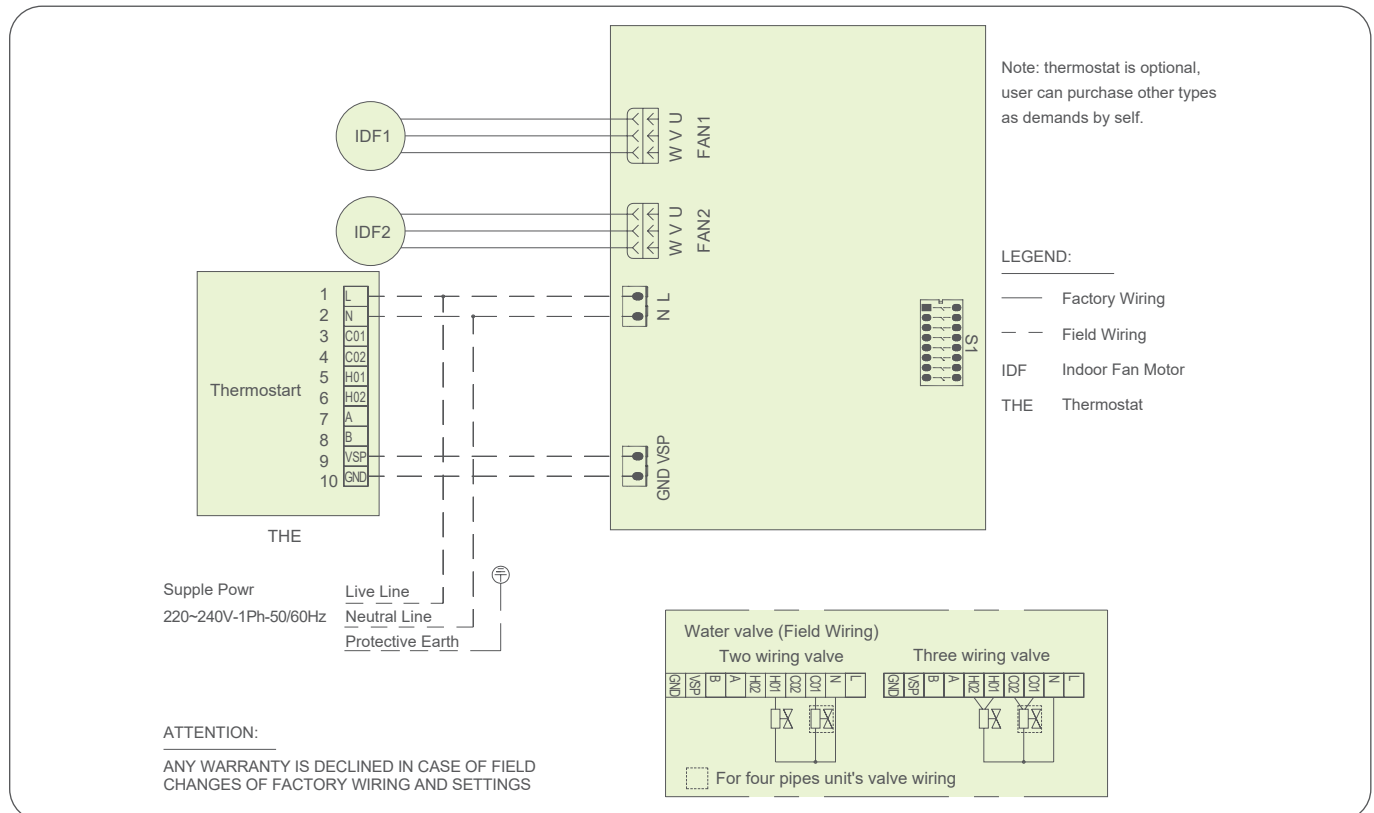 Note: thermostat is optional,
user can purchase other types
as demands by self.
IDF1
W V U
FAN1
IDF2
W V U
FAN2
1 L
2 N
3 C01
4 C02
5 H01
6 H02
7 A
8 B
9 VSP
10 GND
Thermostart
THE
N L
GND VSP
S1
LEGEND:
Factory Wiring
Field Wiring
IDF Indoor Fan Motor
THE Thermostat
Supple Powr
220~240V-1Ph-50/60Hz
Live Line
Neutral Line
Protective Earth
Water valve (Field Wiring)
Two wiring valve
GND VSP B A H02 H01 C02 C01 N L
Three wiring valve
GND VSP B A H02 H01 C02 C01 N L
For four pipes unit's valve wiring
ATTENTION:
ANY WARRANTY IS DECLINED IN CASE OF FIELD
CHANGES OF FACTORY WIRING AND SETTINGS